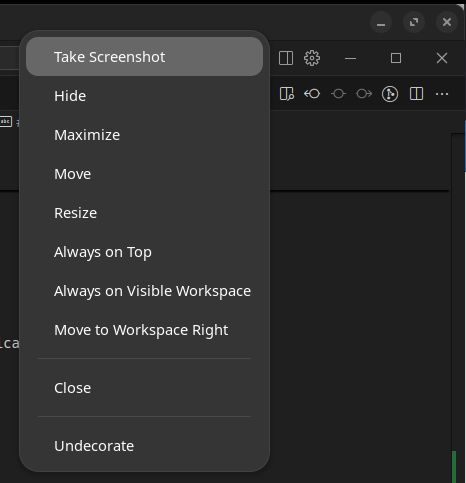 Take Screenshot
Hide
Maximize
Move
Resize
Always on Top
Always on Visible Workspace
Move to Workspace Right
Close
Undecorate